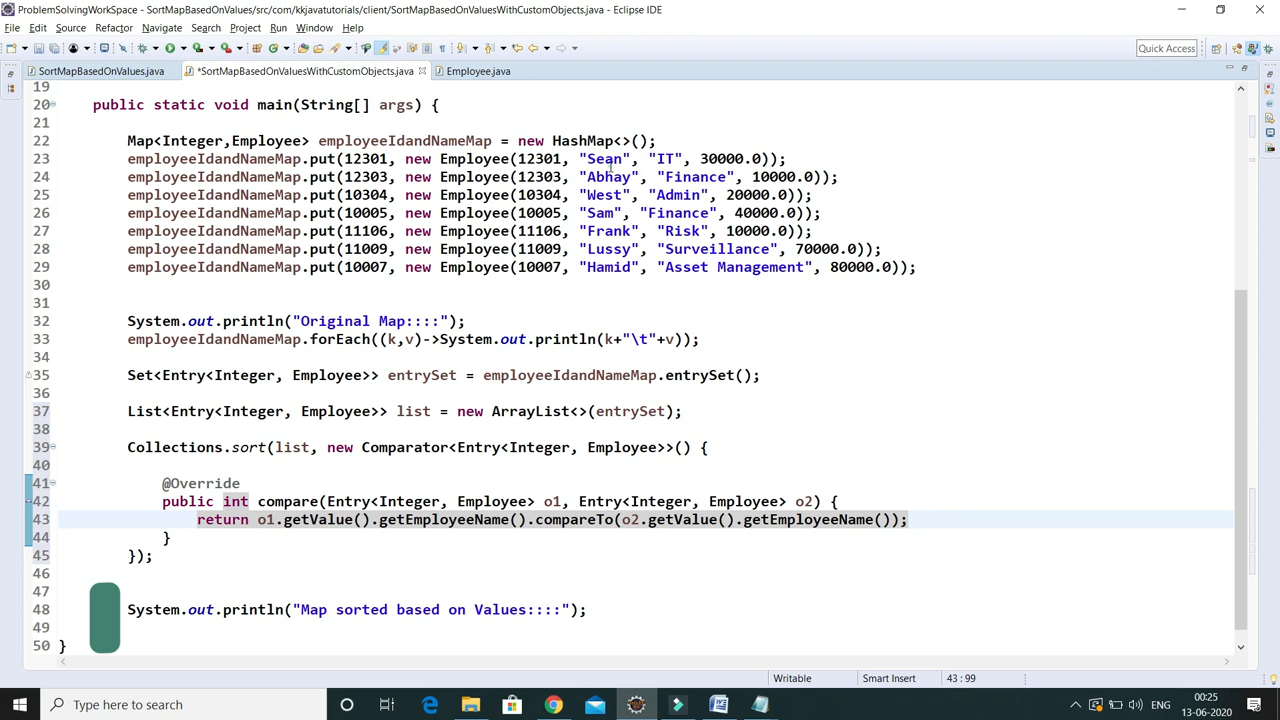 ProblemSolvingWorkSpace - SortMapBasedOnValues/src/com/kkjavatutorials/client/SortMapBasedOnValuesWithCustomObjects.java - Eclipse IDE
File Edit Source Refactor Navigate Search Project Run Window Help
Quick Access
SortMapBasedOnValues.java *SortMapBasedOnValuesWithCustomObjects.java Employee.java
19
20 public static void main(String[] args) {
21
22 Map<Integer,Employee> employeeIdandNameMap = new HashMap<>();
23 employeeIdandNameMap.put(12301, new Employee(12301, "Sean", "IT", 30000.0));
24 employeeIdandNameMap.put(12303, new Employee(12303, "Abhay", "Finance", 10000.0));
25 employeeIdandNameMap.put(10304, new Employee(10304, "West", "Admin", 20000.0));
26 employeeIdandNameMap.put(10005, new Employee(10005, "Sam", "Finance", 40000.0));
27 employeeIdandNameMap.put(11106, new Employee(11106, "Frank", "Risk", 10000.0));
28 employeeIdandNameMap.put(11009, new Employee(11009, "Lussy", "Surveillance", 70000.0));
29 employeeIdandNameMap.put(10007, new Employee(10007, "Hamid", "Asset Management", 80000.0));
30
31
32 System.out.println("Original Map::::");
33 employeeIdandNameMap.forEach((k,v)->System.out.println(k+"\t"+v));
34
35 Set<Entry<Integer, Employee>> entrySet = employeeIdandNameMap.entrySet();
36
37 List<Entry<Integer, Employee>> list = new ArrayList<>(entrySet);
38
39 Collections.sort(list, new Comparator<Entry<Integer, Employee>>() {
40
41 @Override
42 public int compare(Entry<Integer, Employee> o1, Entry<Integer, Employee> o2) {
43 return o1.getValue().getEmployeeName().compareTo(o2.getValue().getEmployeeName());
44 }
45 });
46
47
48 System.out.println("Map sorted based on Values::::");
49
50 }
Writable Smart Insert 43 : 99
Type here to search
00:25
ENG
13-06-2020